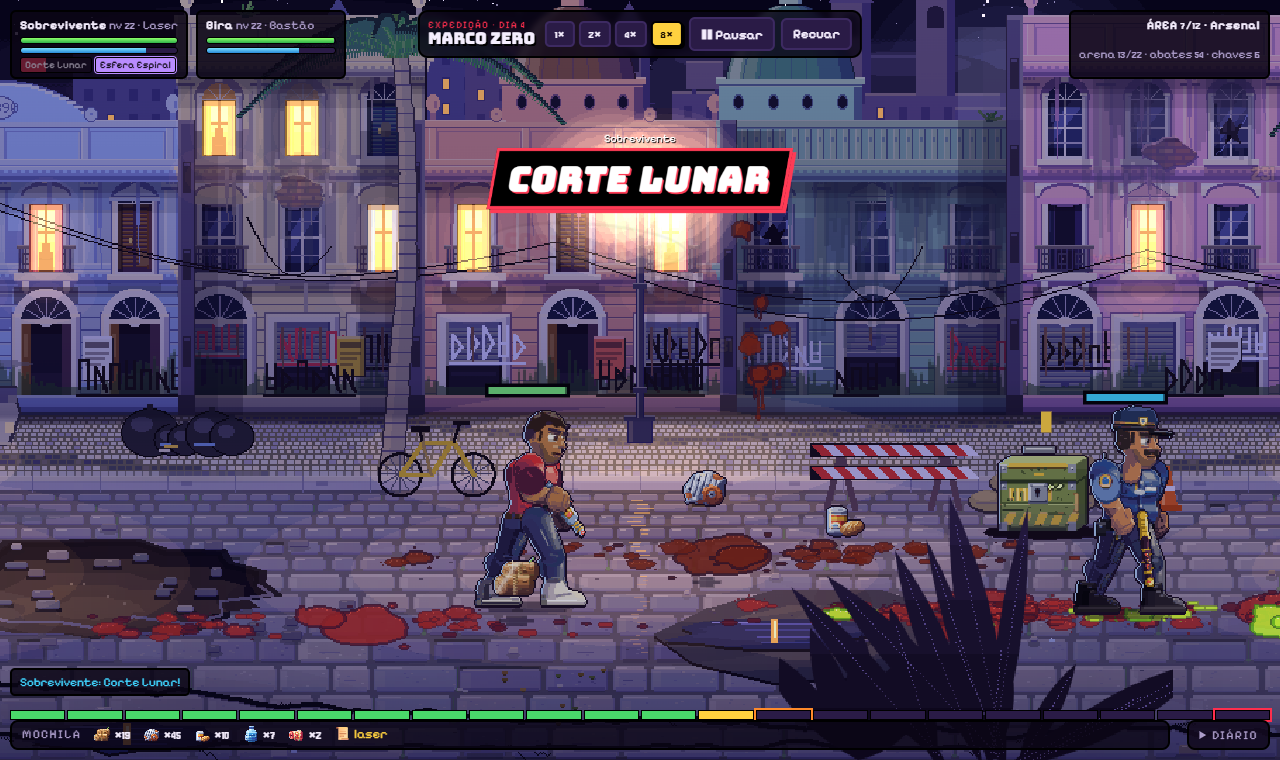 Sobrevivente nv 22 · Laser
Corte Lunar
Esfera Espiral
Bira nv 22 · Bastão
EXPEDIÇÃO · DIA 4
MARCO ZERO
1×
2×
4×
8×
Pausar
Recuar
ÁREA 7/12 · Arsenal
arena 13/22 · abates 54 · chaves 5
Sobrevivente
CORTE LUNAR
Sobrevivente: Corte Lunar!
MOCHILA ×19 ×45 ×10 ×7 ×2 laser
DIÁRIO